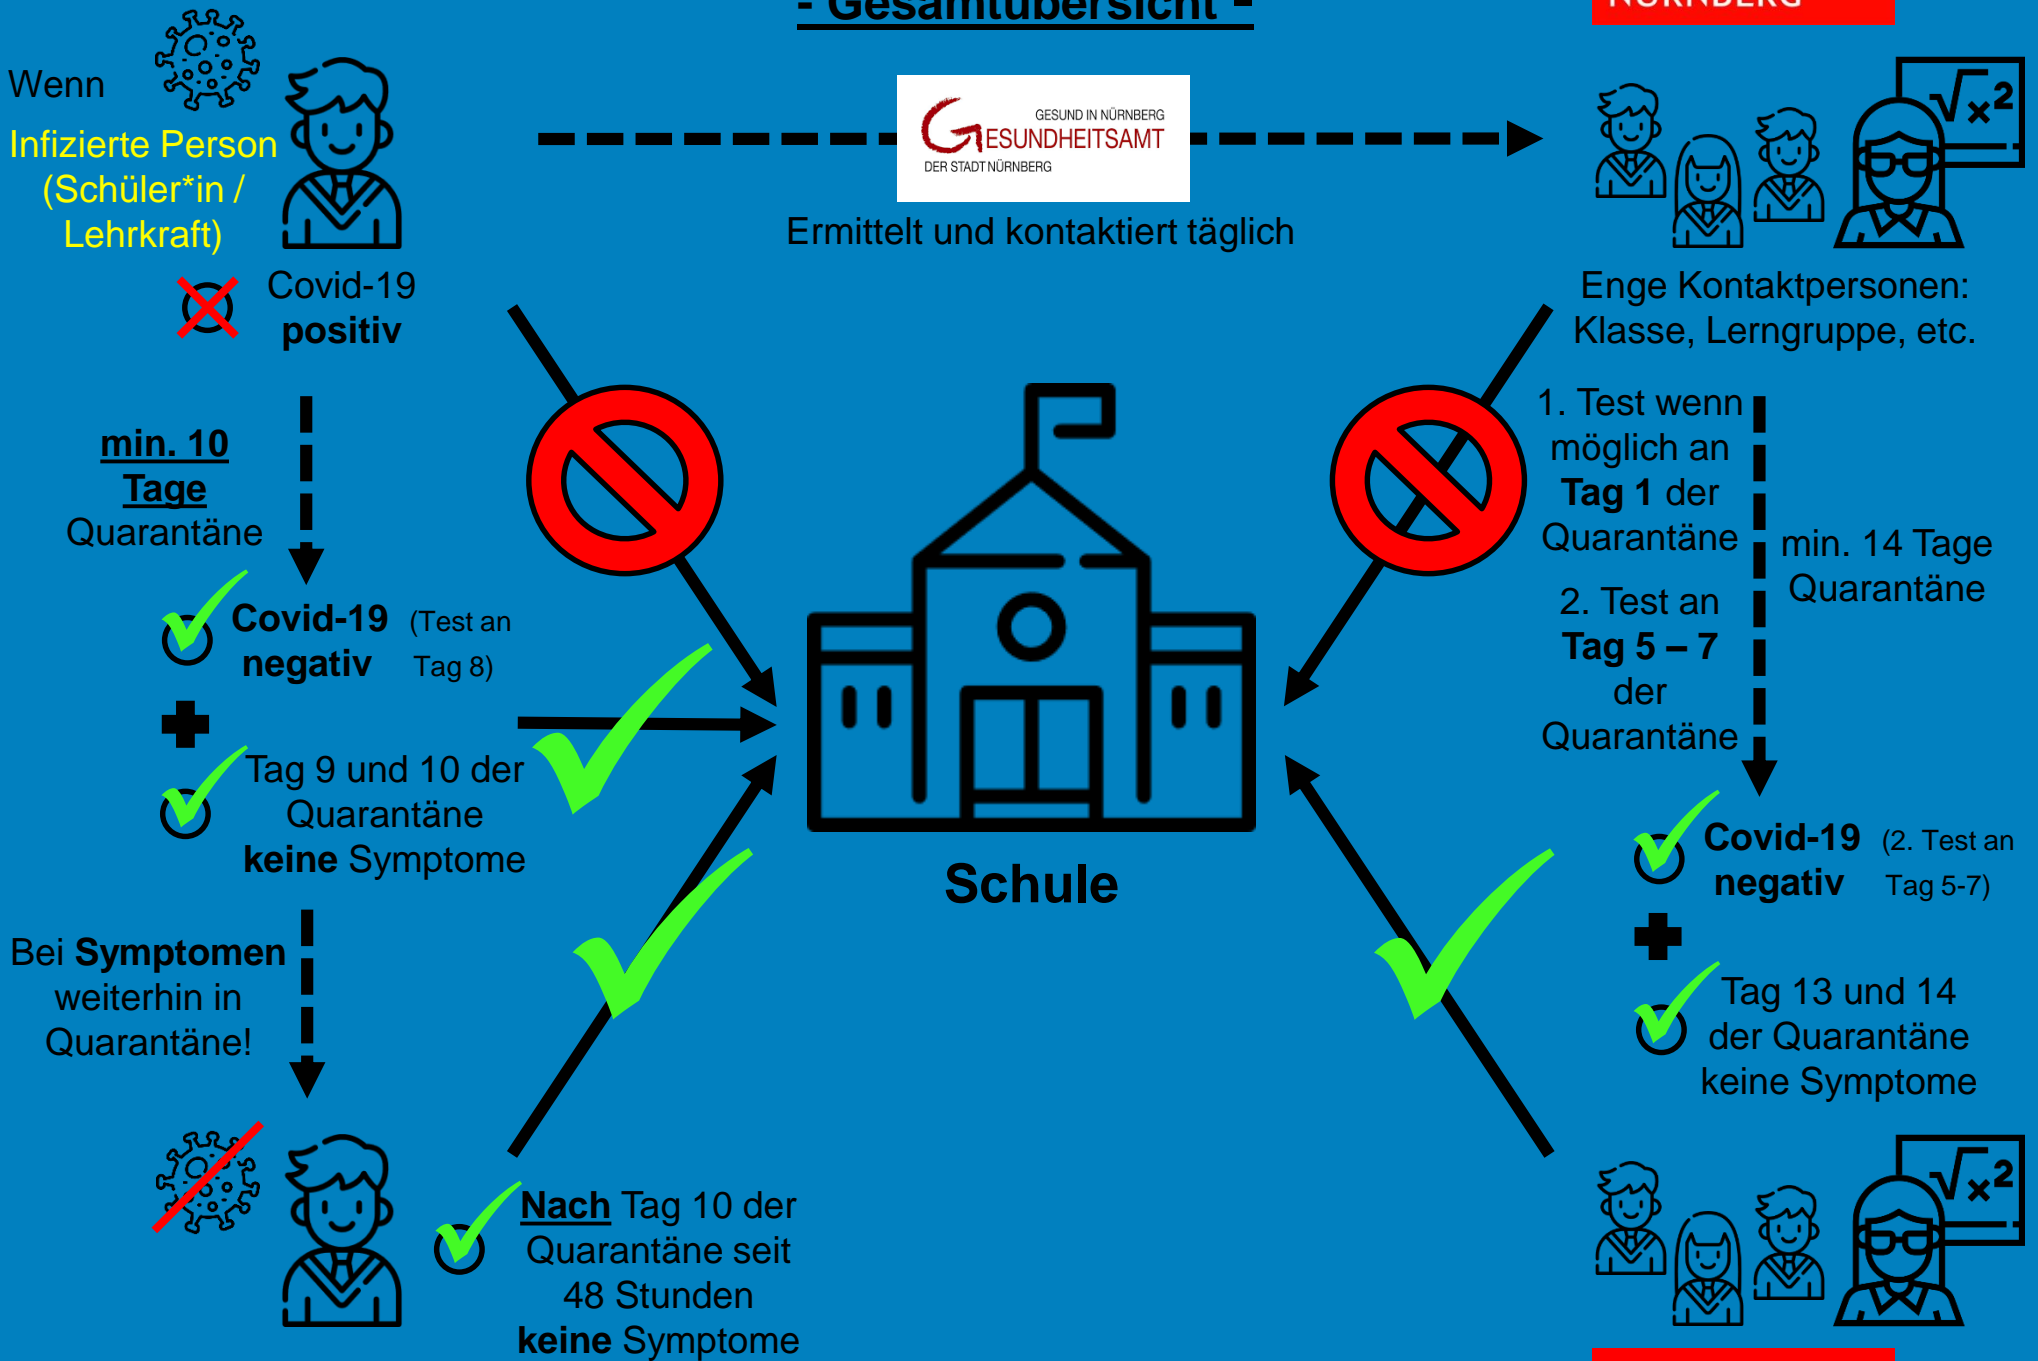 - Gesamtübersicht -
NÜRNBERG
Wenn
Infizierte Person
(Schüler*in /
Lehrkraft)
Covid-19
positiv
GESUND IN NÜRNBERG
GESUNDHEITSAMT
DER STADT NÜRNBERG
Ermittelt und kontaktiert täglich
√x²
Enge Kontaktpersonen:
Klasse, Lerngruppe, etc.
min. 10
Tage
Quarantäne
Covid-19 (Test an
negativ Tag 8)
Tag 9 und 10 der
Quarantäne
keine Symptome
Bei Symptomen
weiterhin in
Quarantäne!
Nach Tag 10 der
Quarantäne seit
48 Stunden
keine Symptome
Schule
1. Test wenn
möglich an
Tag 1 der
Quarantäne
2. Test an
Tag 5 – 7
der
Quarantäne
min. 14 Tage
Quarantäne
Covid-19 (2. Test an
negativ Tag 5-7)
Tag 13 und 14
der Quarantäne
keine Symptome
√x²